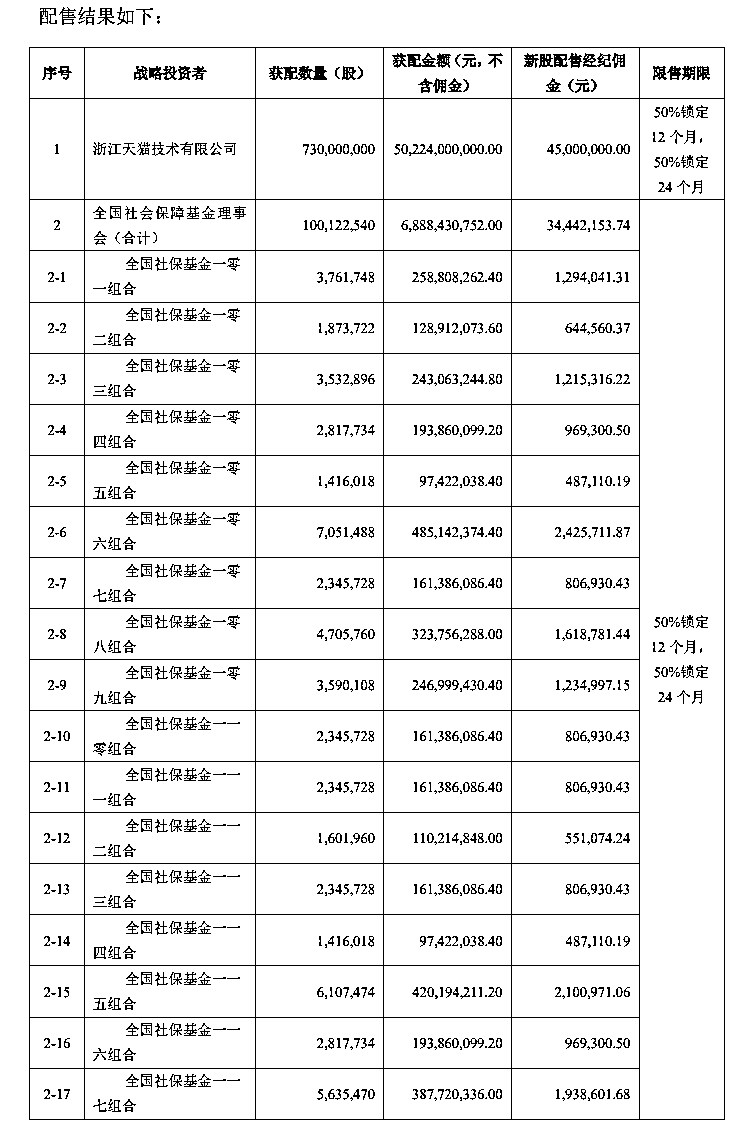 配售结果如下：
序号 战略投资者 获配数量（股） 获配金额（元，不 新股配售经纪佣 限售期限
含佣金） 金（元）
1 浙江天猫技术有限公司 730,000,000 50,224,000,000.00 45,000,000.00 50%锁定
12 个月，
50%锁定
24 个月
2 全国社会保障基金理事 100,122,540 6,888,430,752.00 34,442,153.74
会（合计）
2-1 全国社保基金一零 3,761,748 258,808,262.40 1,294,041.31
一组合
2-2 全国社保基金一零 1,873,722 128,912,073.60 644,560.37
二组合
2-3 全国社保基金一零 3,532,896 243,063,244.80 1,215,316.22
三组合
2-4 全国社保基金一零 2,817,734 193,860,099.20 969,300.50
四组合
2-5 全国社保基金一零 1,416,018 97,422,038.40 487,110.19
五组合
2-6 全国社保基金一零 7,051,488 485,142,374.40 2,425,711.87
六组合
2-7 全国社保基金一零 2,345,728 161,386,086.40 806,930.43
七组合
2-8 全国社保基金一零 4,705,760 323,756,288.00 1,618,781.44 50%锁定
八组合 12 个月，
2-9 全国社保基金一零 3,590,108 246,999,430.40 1,234,997.15 50%锁定
九组合 24 个月
2-10 全国社保基金一一 2,345,728 161,386,086.40 806,930.43
零组合
2-11 全国社保基金一一 2,345,728 161,386,086.40 806,930.43
一组合
2-12 全国社保基金一一 1,601,960 110,214,848.00 551,074.24
二组合
2-13 全国社保基金一一 2,345,728 161,386,086.40 806,930.43
三组合
2-14 全国社保基金一一 1,416,018 97,422,038.40 487,110.19
四组合
2-15 全国社保基金一一 6,107,474 420,194,211.20 2,100,971.06
五组合
2-16 全国社保基金一一 2,817,734 193,860,099.20 969,300.50
六组合
2-17 全国社保基金一一 5,635,470 387,720,336.00 1,938,601.68
七组合